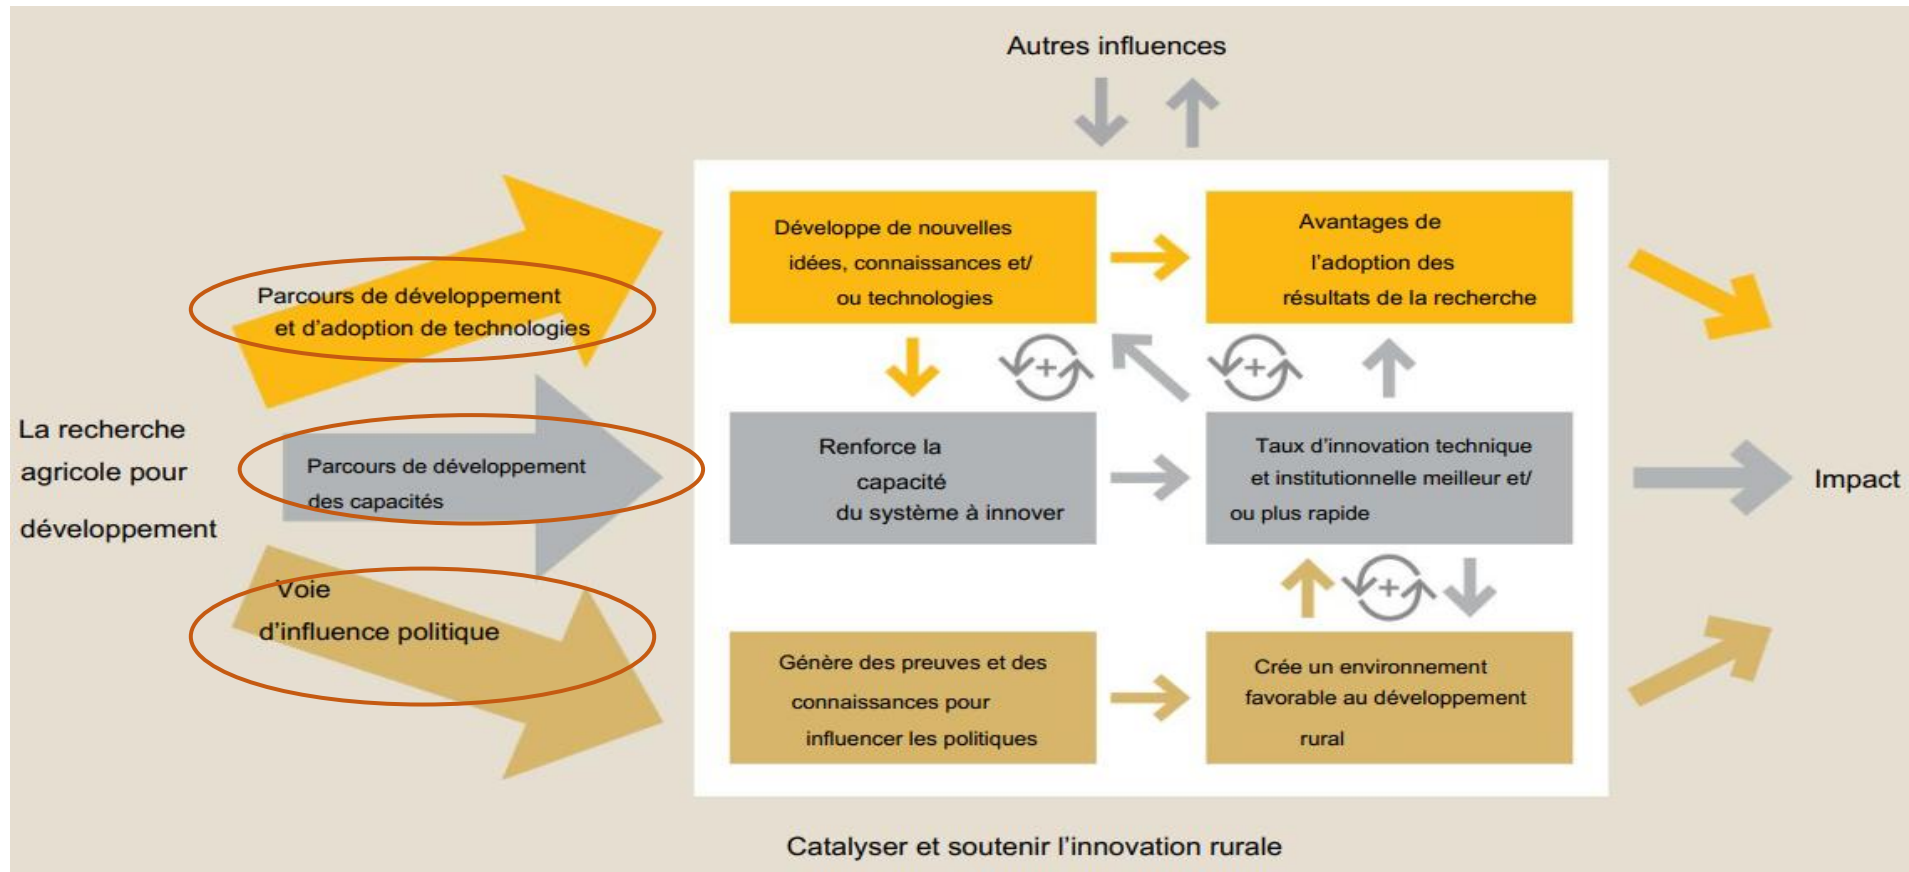 Autres influences
Parcours de développement
et d’adoption de technologies
La recherche
agricole pour
développement
Parcours de développement
des capacités
Voie
d’influence politique
Développe de nouvelles
idées, connaissances et/
ou technologies
Avantages de
l’adoption des
résultats de la recherche
Renforce la
capacité
du système à innover
Taux d’innovation technique
et institutionnelle meilleur et/
ou plus rapide
Génère des preuves et des
connaissances pour
influencer les politiques
Crée un environnement
favorable au développement
rural
Impact
Catalyser et soutenir l’innovation rurale